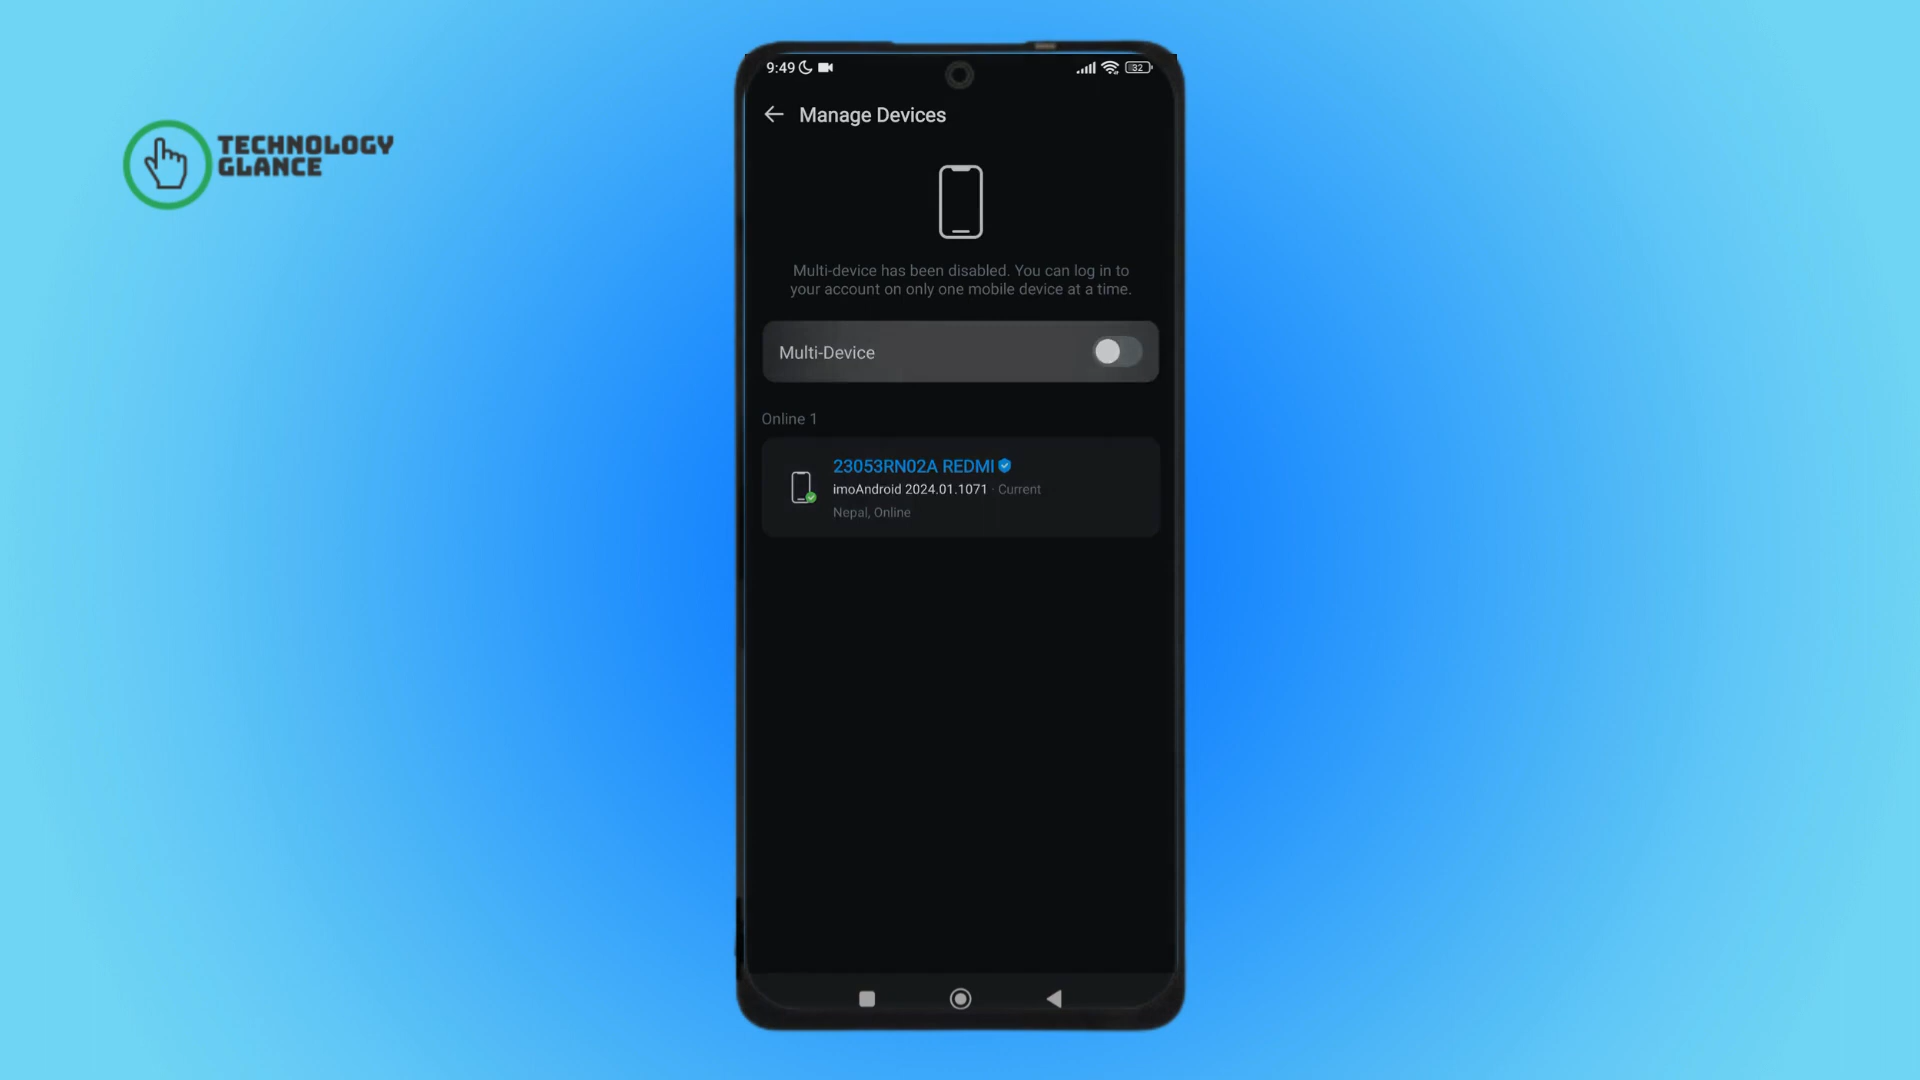 TECHNOLOGY
GLANCE
9:49
32
Manage Devices
Multi-device has been disabled. You can log in to
your account on only one mobile device at a time.
Multi-Device
Online 1
23053RN02A REDMI
imoAndroid 2024.01.1071 · Current
Nepal, Online